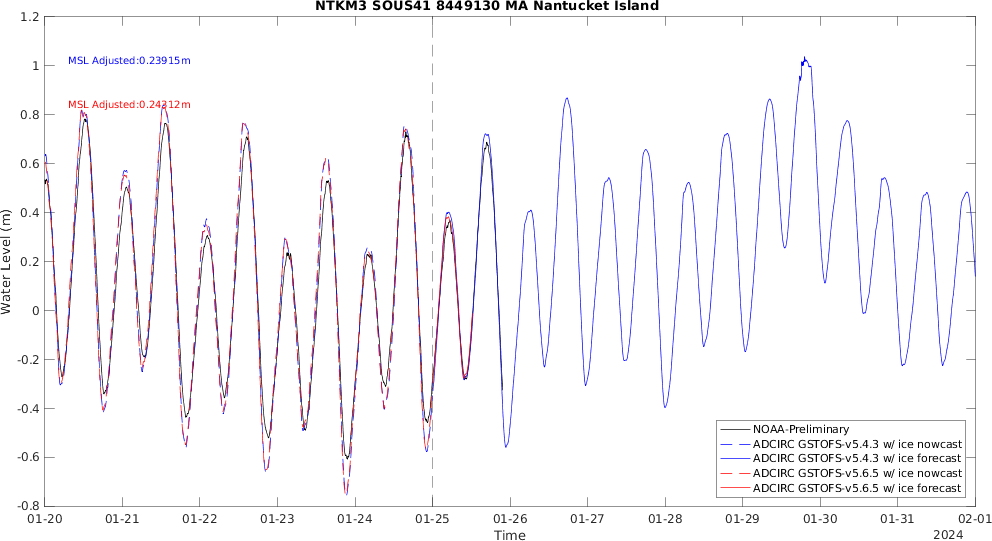 NTKM3 SOUS41 8449130 MA Nantucket Island
1.2
1
0.8
0.6
0.4
0.2
0
-0.2
-0.4
-0.6
-0.8
Water Level (m)
MSL Adjusted:0.23915m
MSL Adjusted:0.24312m
NOAA-Preliminary
ADCIRC GSTOFS-v5.4.3 w/ ice nowcast
ADCIRC GSTOFS-v5.4.3 w/ ice forecast
ADCIRC GSTOFS-v5.6.5 w/ ice nowcast
ADCIRC GSTOFS-v5.6.5 w/ ice forecast
01-20 01-21 01-22 01-23 01-24 01-25 01-26 01-27 01-28 01-29 01-30 01-31 02-01
Time
2024